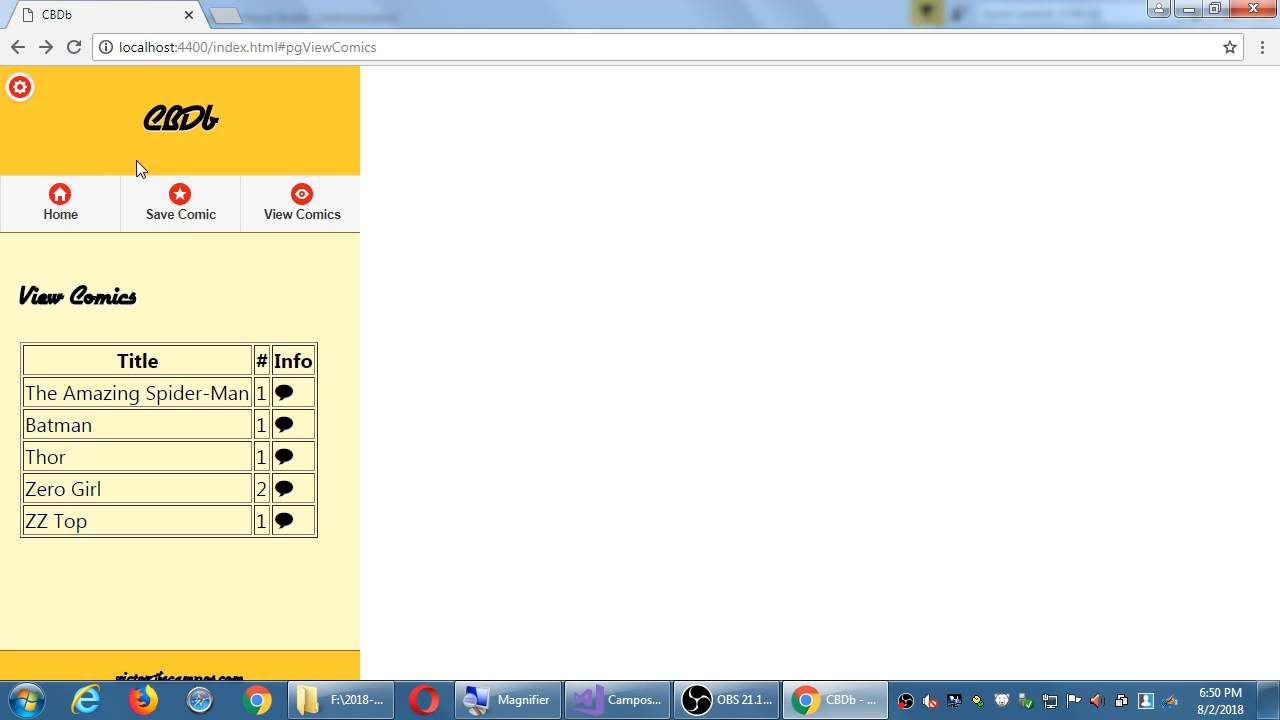 CBDb
localhost:4400/index.html#pgViewComics
CBDb
Home
Save Comic
View Comics
View Comics
Title # Info
The Amazing Spider-Man 1
Batman 1
Thor 1
Zero Girl 2
ZZ Top 1
F:\2018-...
Magnifier
Campos...
OBS 21.1...
CBDb - ...
6:50 PM
8/2/2018